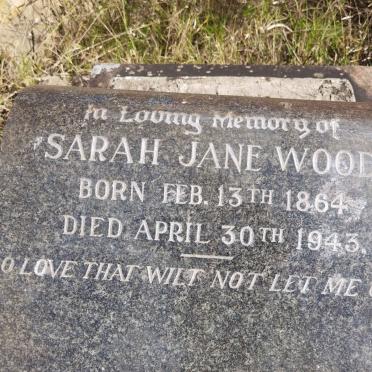 In Loving Memory of
SARAH JANE WOOD
BORN FEB. 13TH 1864
DIED APRIL 30TH 1943.
O LOVE THAT WILT NOT LET ME